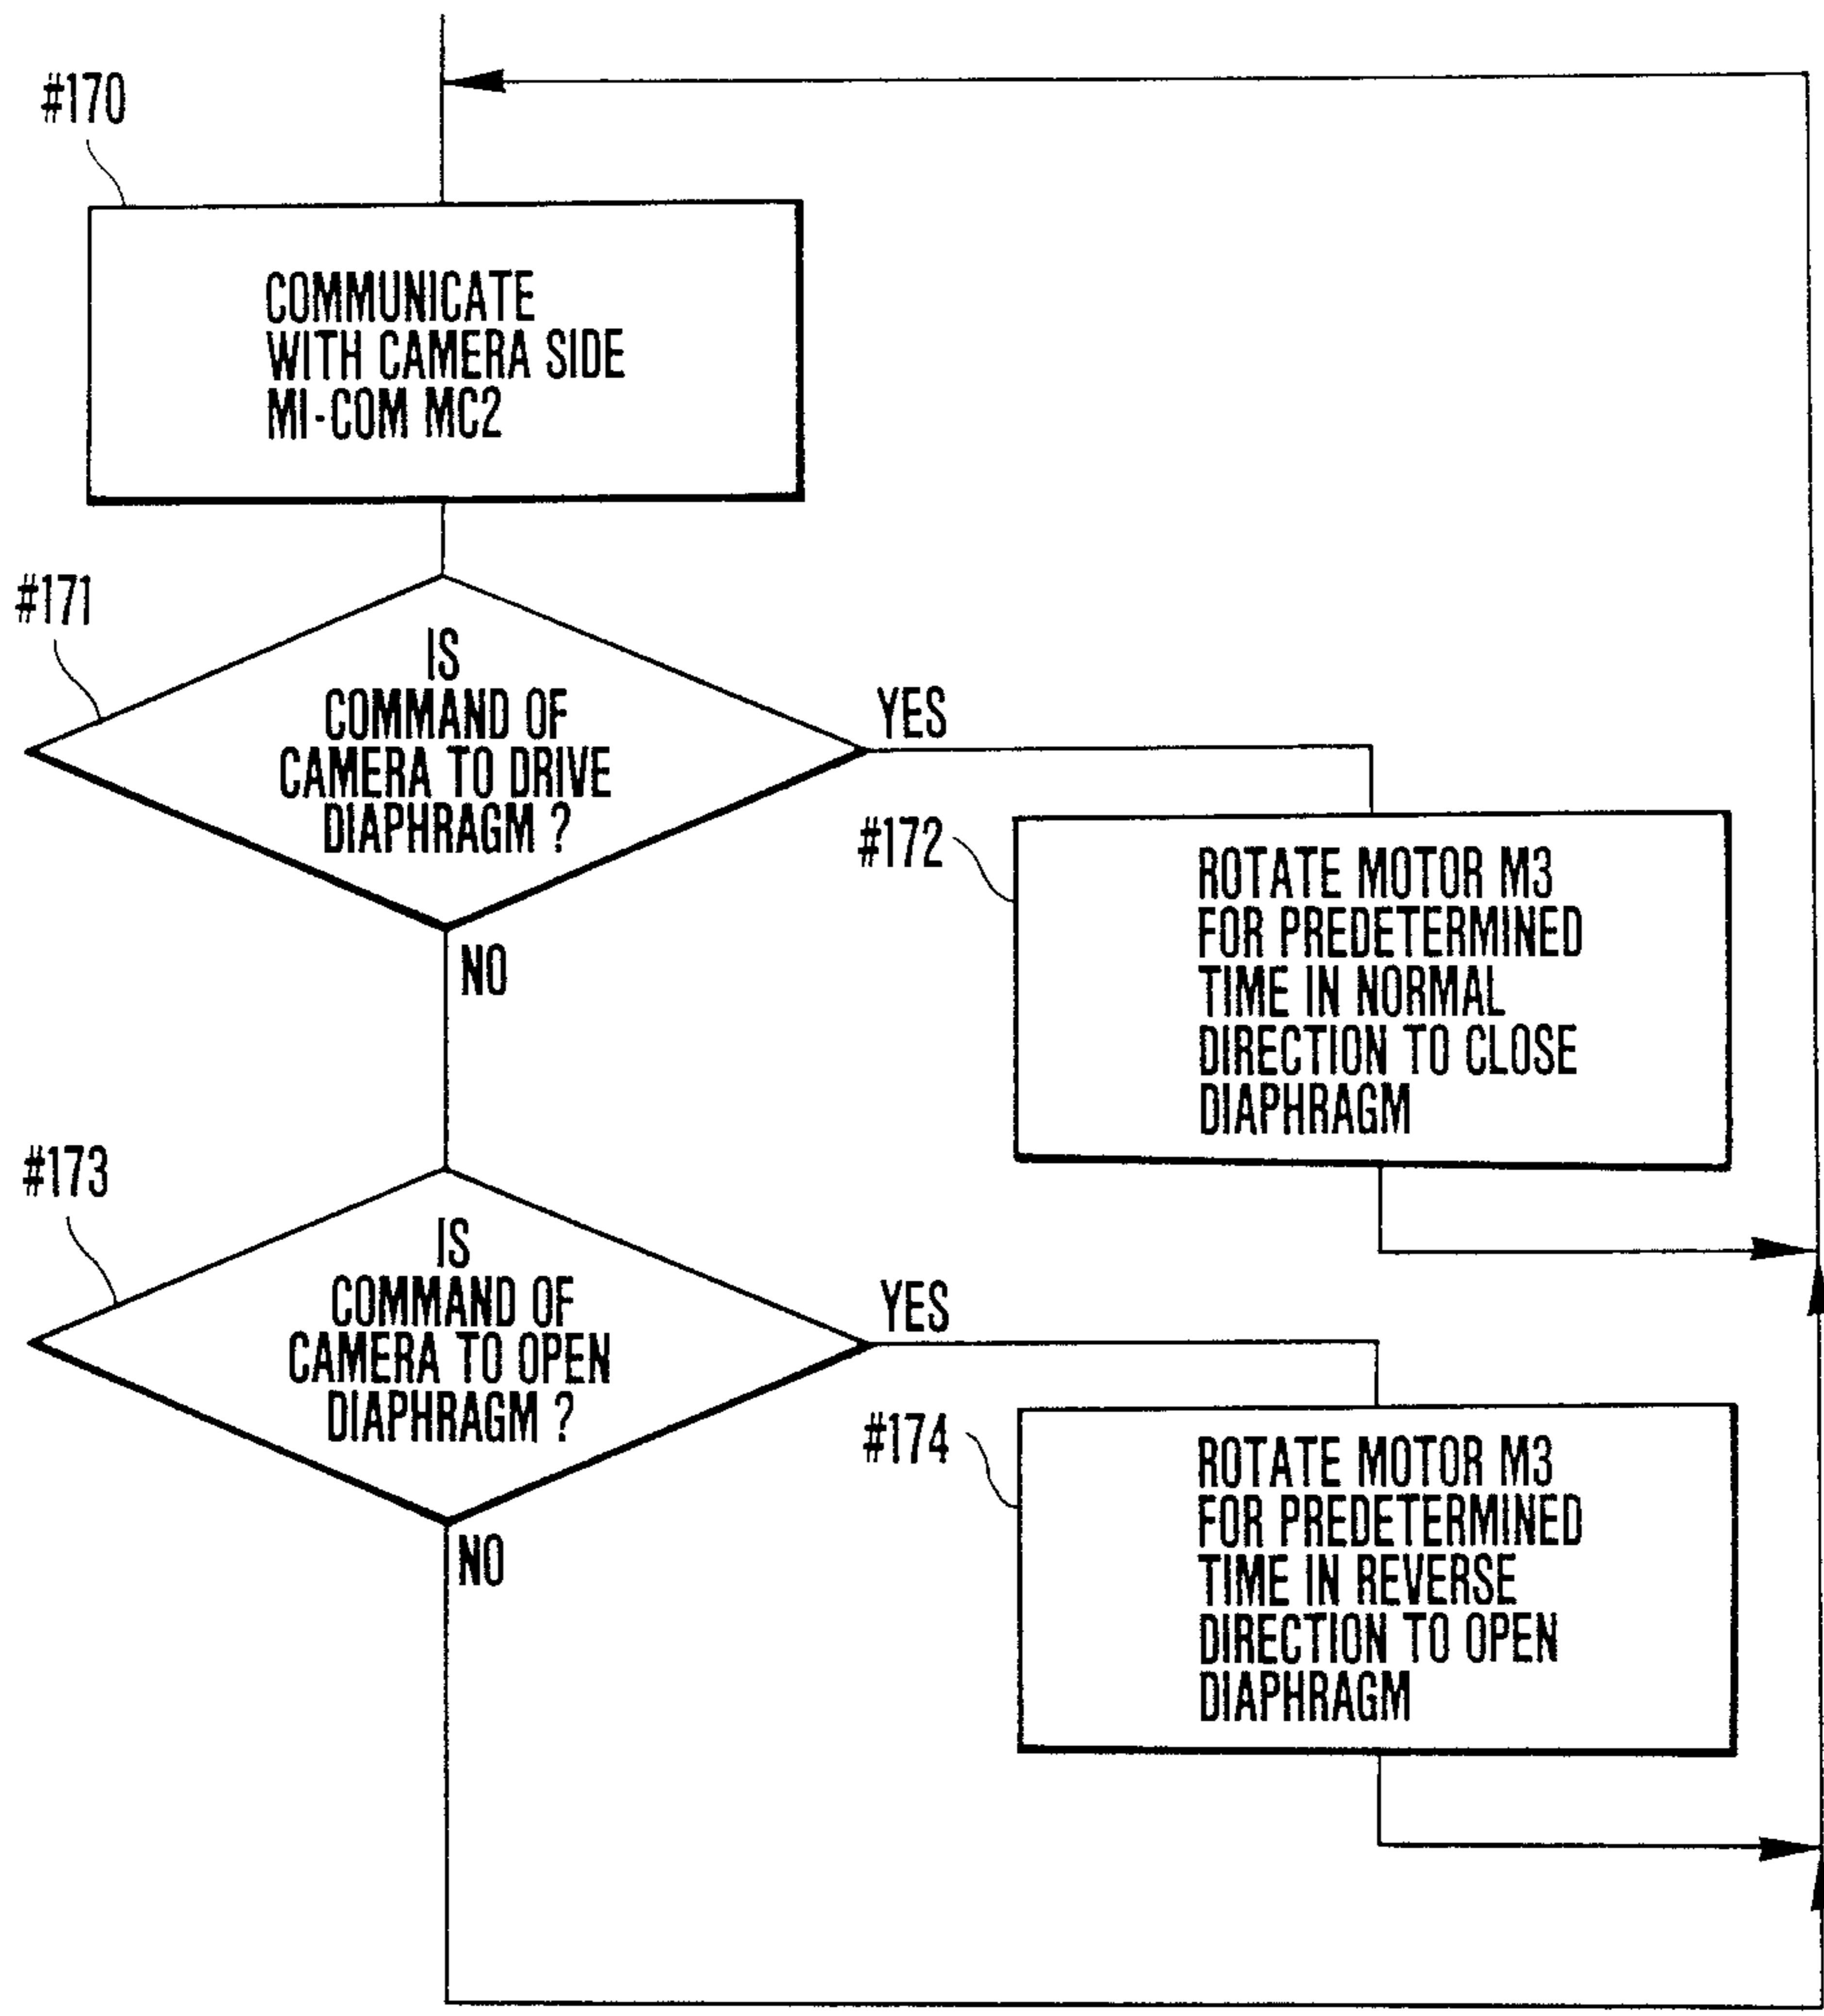 #170
COMMUNICATE
WITH CAMERA SIDE
MI-COM MC2
#171
IS
COMMAND OF
CAMERA TO DRIVE
DIAPHRAGM ?
YES
NO
#172
ROTATE MOTOR M3
FOR PREDETERMINED
TIME IN NORMAL
DIRECTION TO CLOSE
DIAPHRAGM
#173
IS
COMMAND OF
CAMERA TO OPEN
DIAPHRAGM ?
YES
NO
#174
ROTATE MOTOR M3
FOR PREDETERMINED
TIME IN REVERSE
DIRECTION TO OPEN
DIAPHRAGM